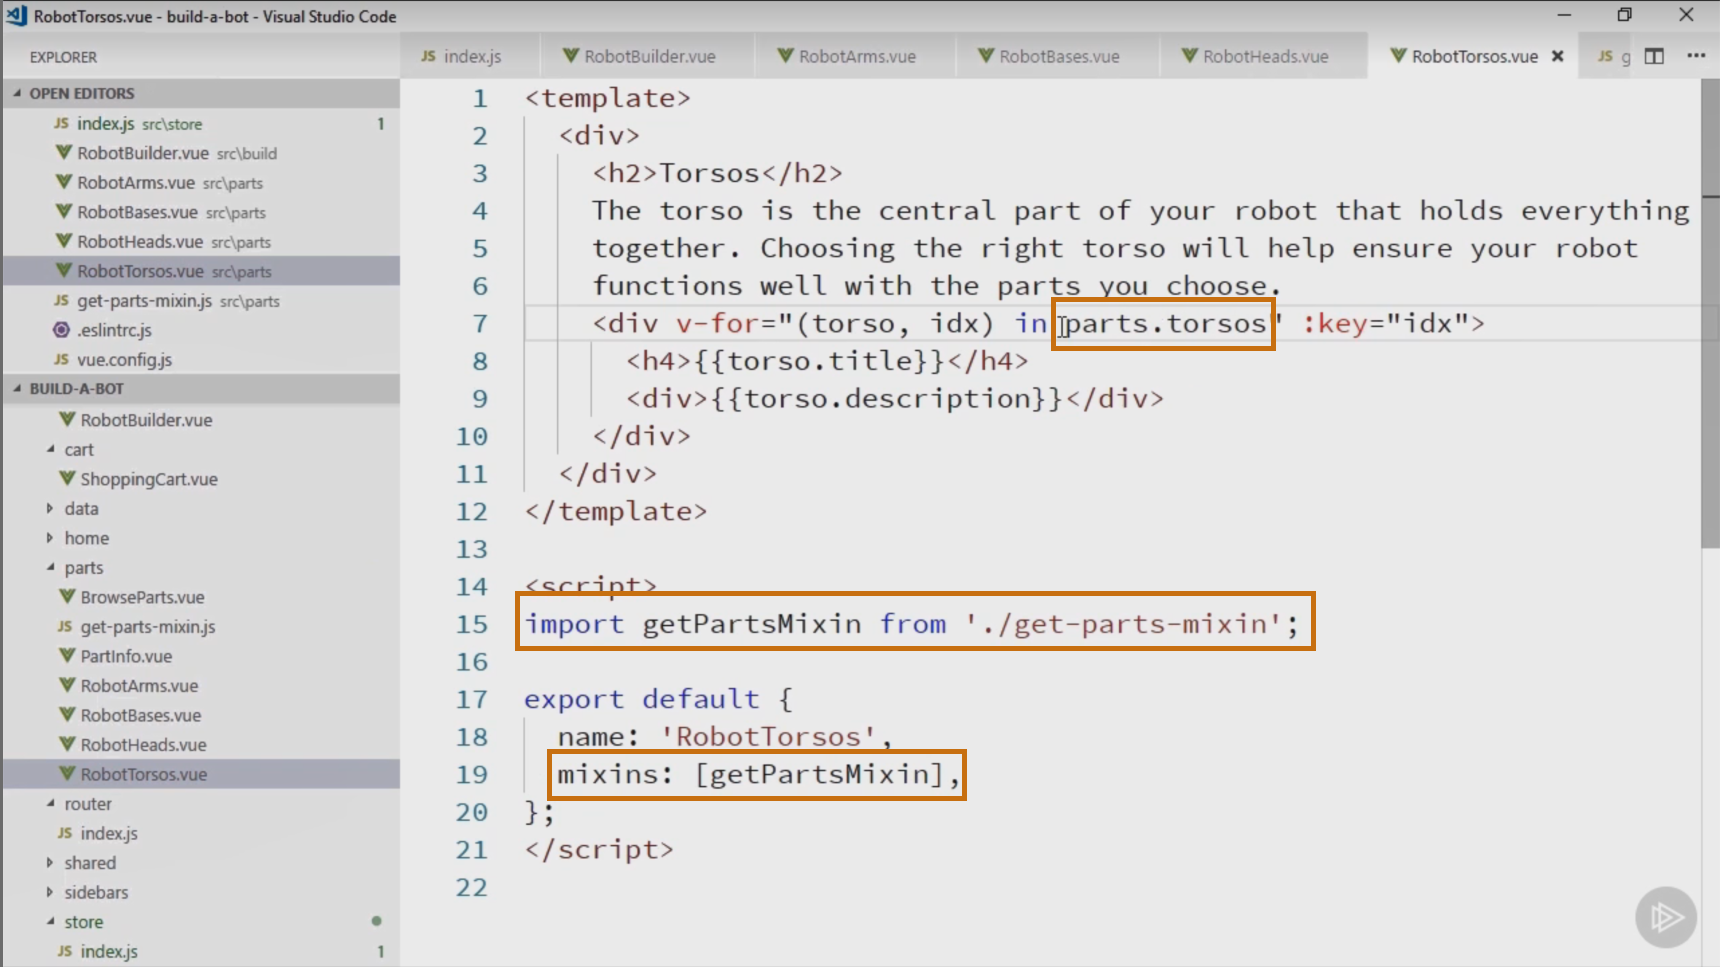 RobotTorsos.vue - build-a-bot - Visual Studio Code
EXPLORER
OPEN EDITORS
JS index.js src\store 1
RobotBuilder.vue src\build
RobotArms.vue src\parts
RobotBases.vue src\parts
RobotHeads.vue src\parts
RobotTorsos.vue src\parts
JS get-parts-mixin.js src\parts
.eslintrc.js
JS vue.config.js
BUILD-A-BOT
RobotBuilder.vue
cart
ShoppingCart.vue
data
home
parts
BrowseParts.vue
JS get-parts-mixin.js
PartInfo.vue
RobotArms.vue
RobotBases.vue
RobotHeads.vue
RobotTorsos.vue
router
JS index.js
shared
sidebars
store
JS index.js 1
JS index.js RobotBuilder.vue RobotArms.vue RobotBases.vue RobotHeads.vue RobotTorsos.vue JS g
1 <template>
2 <div>
3 <h2>Torsos</h2>
4 The torso is the central part of your robot that holds everything
5 together. Choosing the right torso will help ensure your robot
6 functions well with the parts you choose.
7 <div v-for="(torso, idx) in parts.torsos" :key="idx">
8 <h4>{{torso.title}}</h4>
9 <div>{{torso.description}}</div>
10 </div>
11 </div>
12 </template>
13
14 <script>
15 import getPartsMixin from './get-parts-mixin';
16
17 export default {
18 name: 'RobotTorsos',
19 mixins: [getPartsMixin],
20 };
21 </script>
22